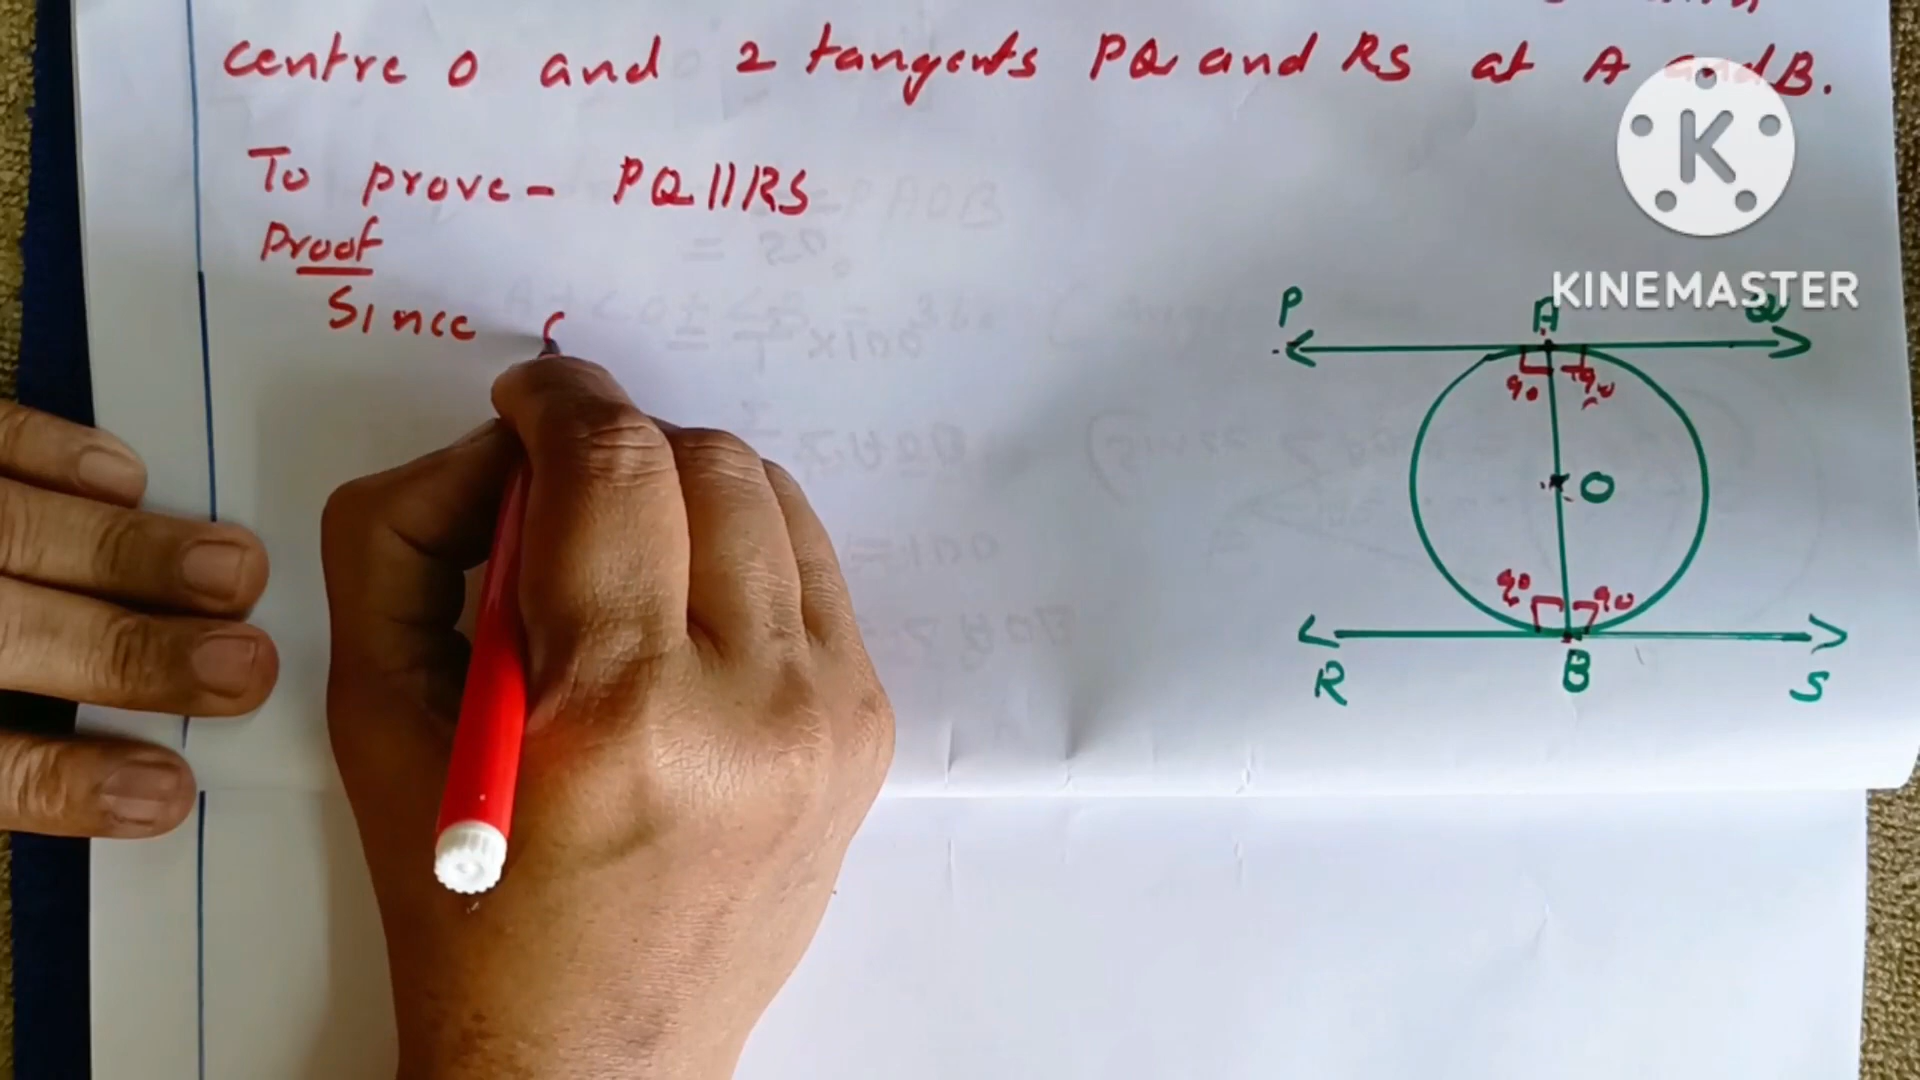 centre O and 2 tangents PQ and RS at A and B.
To prove - PQ || RS
Proof
Since
K
KINEMASTER
P A Q
90 90
O
90 90
R B S